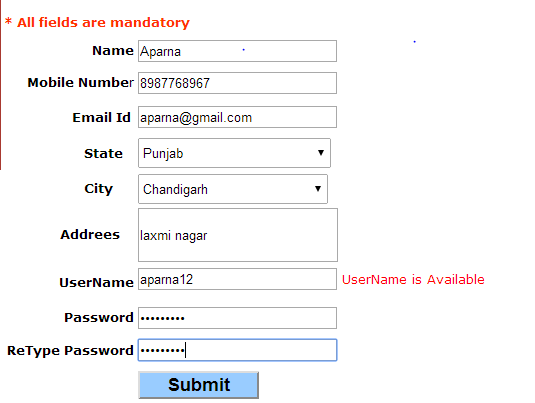 * All fields are mandatory
Name Aparna
Mobile Number 8987768967
Email Id aparna@gmail.com
State Punjab
City Chandigarh
Addrees laxmi nagar
UserName aparna12 UserName is Available
Password •••••••••
ReType Password •••••••••
Submit